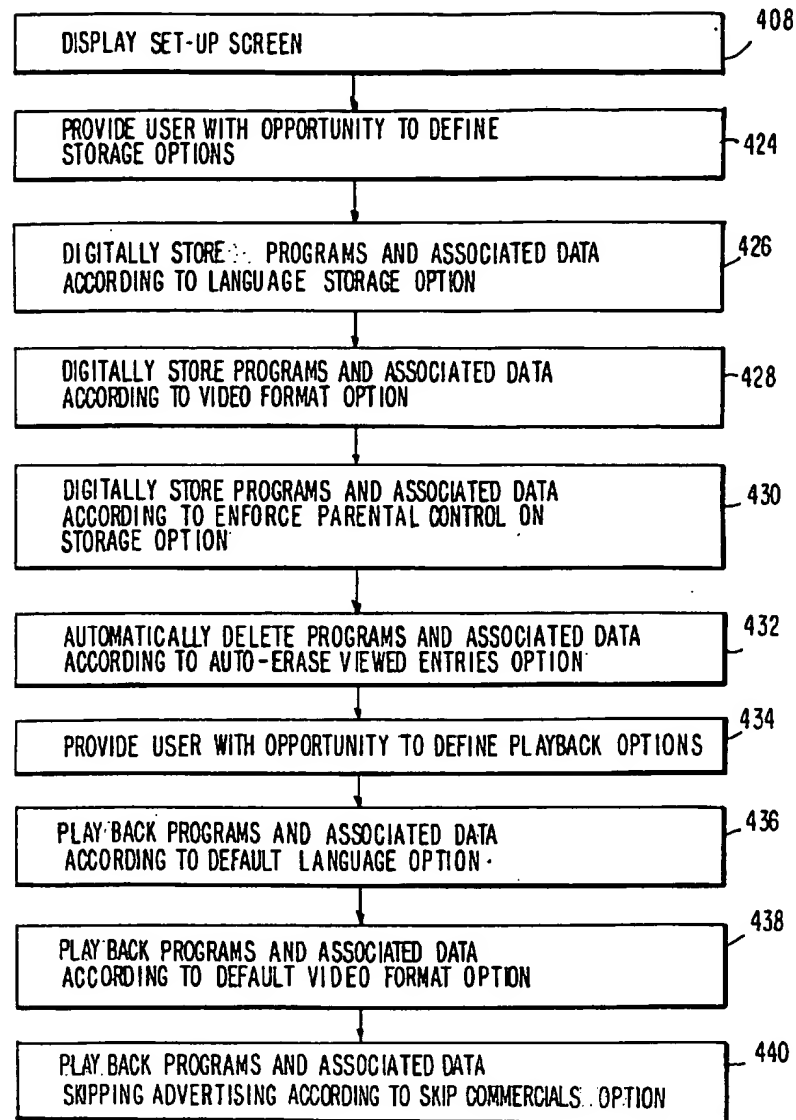 DISPLAY SET-UP SCREEN
408
PROVIDE USER WITH OPPORTUNITY TO DEFINE
STORAGE OPTIONS
424
DIGITALLY STORE PROGRAMS AND ASSOCIATED DATA
ACCORDING TO LANGUAGE STORAGE OPTION
426
DIGITALLY STORE PROGRAMS AND ASSOCIATED DATA
ACCORDING TO VIDEO FORMAT OPTION
428
DIGITALLY STORE PROGRAMS AND ASSOCIATED DATA
ACCORDING TO ENFORCE PARENTAL CONTROL ON
STORAGE OPTION
430
AUTOMATICALLY DELETE PROGRAMS AND ASSOCIATED DATA
ACCORDING TO AUTO-ERASE VIEWED ENTRIES OPTION
432
PROVIDE USER WITH OPPORTUNITY TO DEFINE PLAYBACK OPTIONS
434
PLAY BACK PROGRAMS AND ASSOCIATED DATA
ACCORDING TO DEFAULT LANGUAGE OPTION
436
PLAY BACK PROGRAMS AND ASSOCIATED DATA
ACCORDING TO DEFAULT VIDEO FORMAT OPTION
438
PLAY BACK PROGRAMS AND ASSOCIATED DATA
SKIPPING ADVERTISING ACCORDING TO SKIP COMMERCIALS OPTION
440